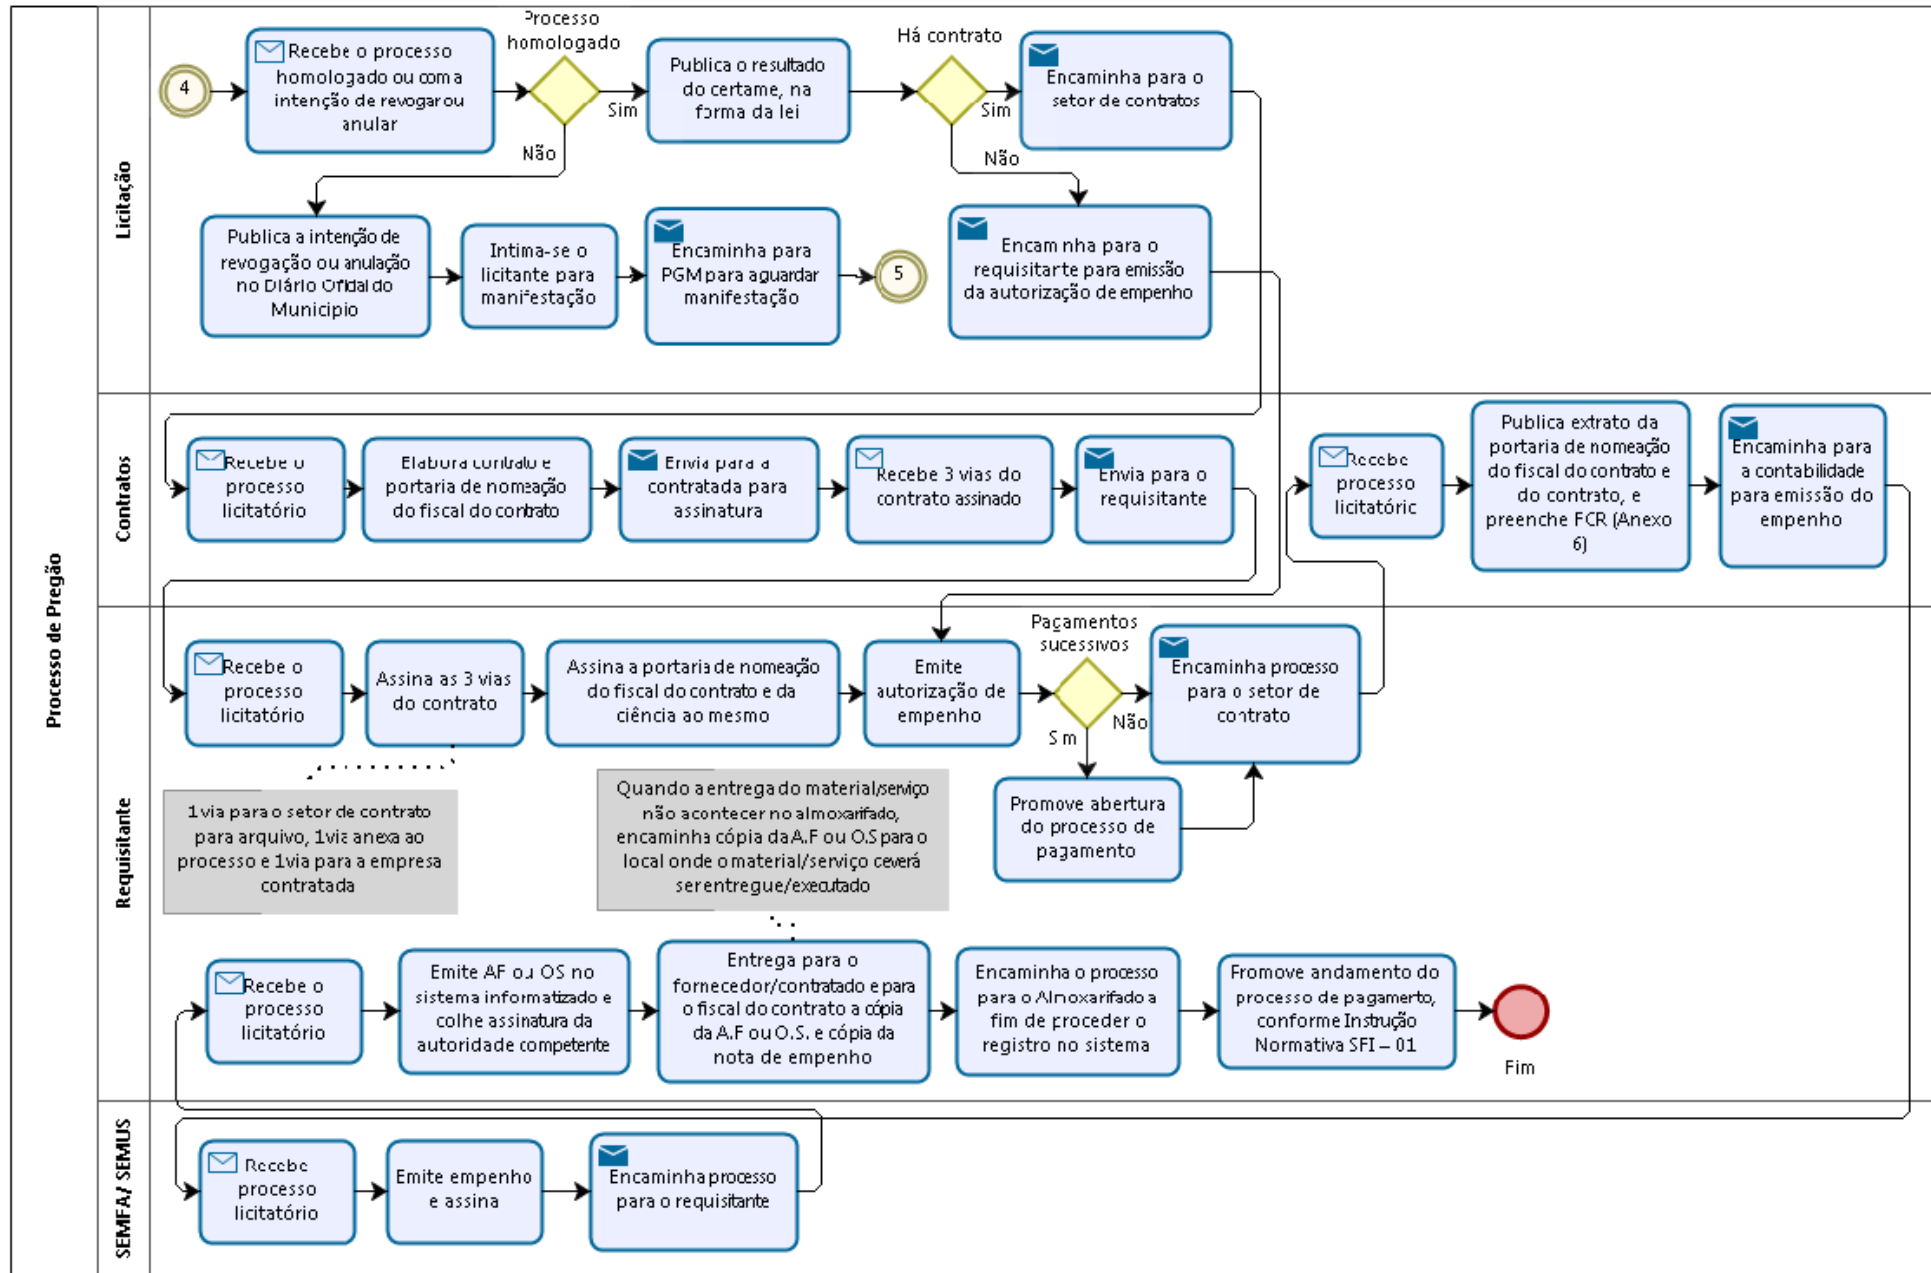 Processo de Pregão
Licitação
4
Recebe o processo
homologado ou com a
intenção de revogar ou
anular
Processo
homologado
Sim
Não
Publica o resultado
do certame, na
forma da lei
Há contrato
Sim
Não
Encaminha para o
setor de contratos
Publica a intenção de
revogação ou anulação
no Diário Oficial do
Municipio
Intima-se o
licitante para
manifestação
Encaminha para
PGM para aguardar
manifestação
5
Encaminha para o
requisitante para emissão
da autorização de empenho
Contratos
Recebe o
processo
licitatório
Elabora contrato e
portaria de nomeação
do fiscal do contrato
Envia para a
contratada para
assinatura
Recebe 3 vias do
contrato assinado
Envia para o
requisitante
Recebe
processo
licitatório
Publica extrato da
portaria de nomeação
do fiscal do contrato e
do contrato, e
preenche FCR (Anexo
6)
Encaminha para
a contabilidade
para emissão do
empenho
Requisitante
Recebe o
processo
licitatório
Assina as 3 vias
do contrato
Assina a portaria de nomeação
do fiscal do contrato e da
ciência ao mesmo
Emite
autorização de
empenho
Pagamentos
sucessivos
Não
Sim
Encaminha processo
para o setor de
contrato
Promove abertura
do processo de
pagamento
1 via para o setor de contrato
para arquivo, 1 via anexa ao
processo e 1 via para a empresa
contratada
Quando a entrega do material/serviço
não acontecer no almoxarifado,
encaminha cópia da A.F ou O.S para o
local onde o material/serviço deverá
ser entregue/executado
Recebe o
processo
licitatório
Emite AF ou OS no
sistema informatizado e
colhe assinatura da
autoridade competente
Entrega para o
fornecedor/contratado e para
o fiscal do contrato a cópia
da A.F ou O.S. e cópia da
nota de empenho
Encaminha o processo
para o Almoxarifado a
fim de proceder o
registro no sistema
Promove andamento do
processo de pagamento,
conforme Instrução
Normativa SFI – 01
Fim
SEMFA/ SEMUS
Recebe
processo
licitatório
Emite empenho
e assina
Encaminha processo
para o requisitante